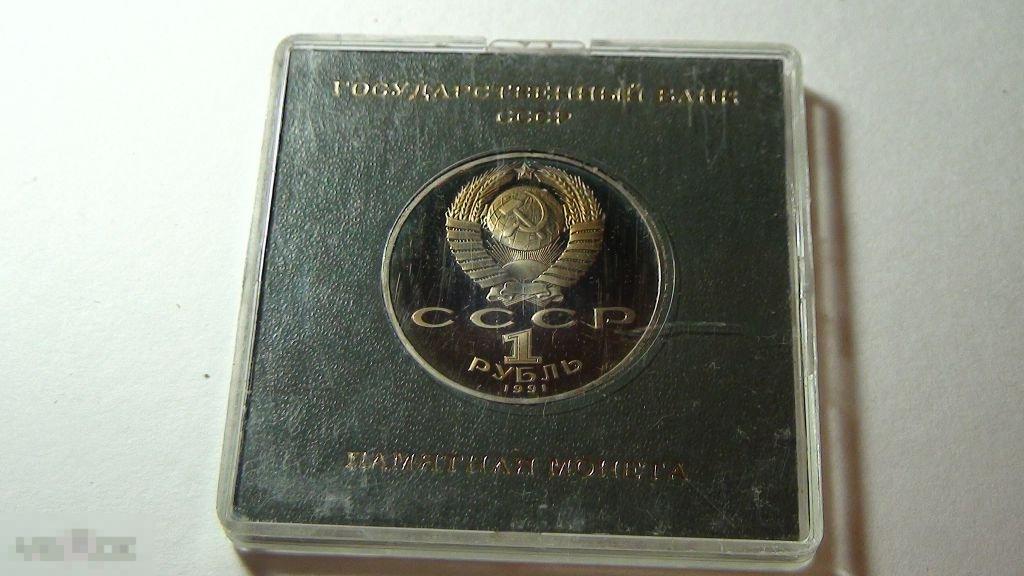 ГОСУДАРСТВЕННЫЙ БАНК
СССР
СССР
1
РУБЛЬ
1991
ПАМЯТНАЯ МОНЕТА